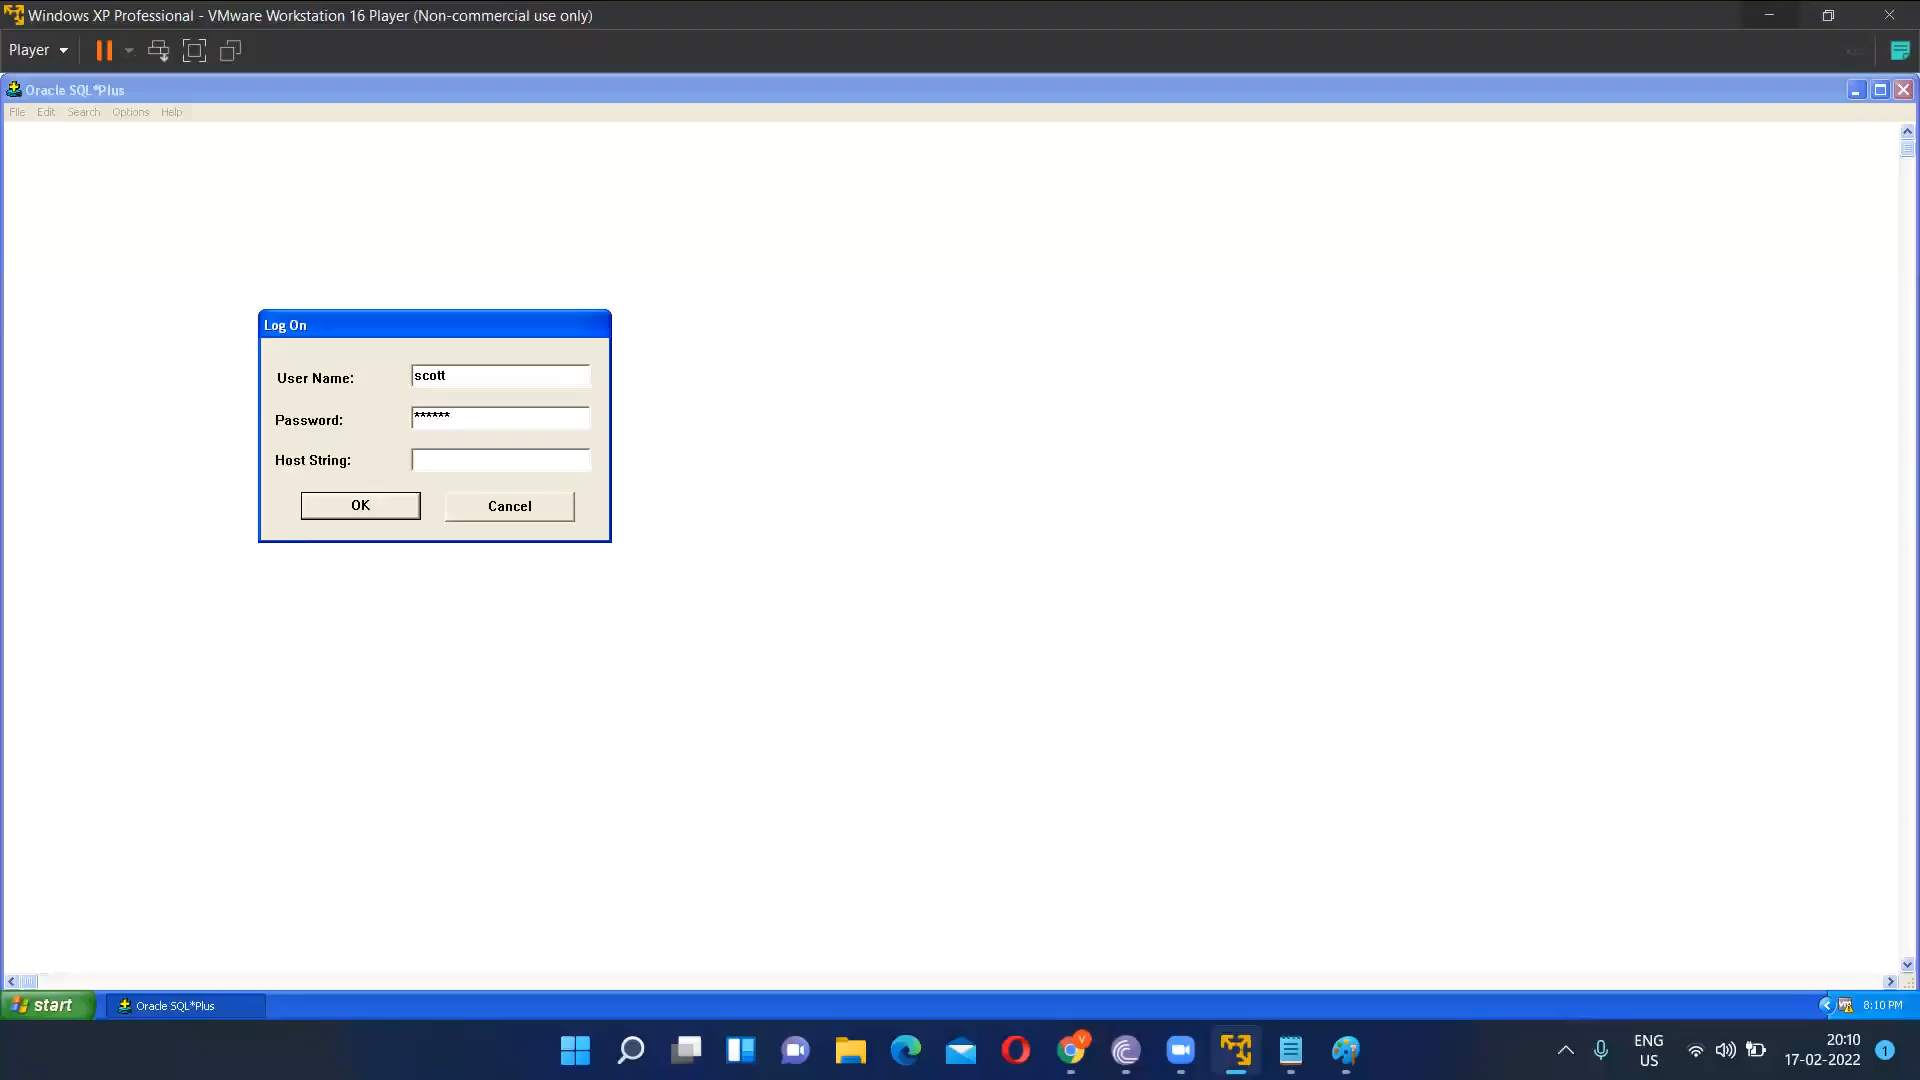 Windows XP Professional - VMware Workstation 16 Player (Non-commercial use only)
Player
Oracle SQL*Plus
File Edit Search Options Help
Log On
User Name: scott
Password: ******
Host String:
OK Cancel
start Oracle SQL*Plus 8:10 PM
ENG
US
20:10
17-02-2022
1